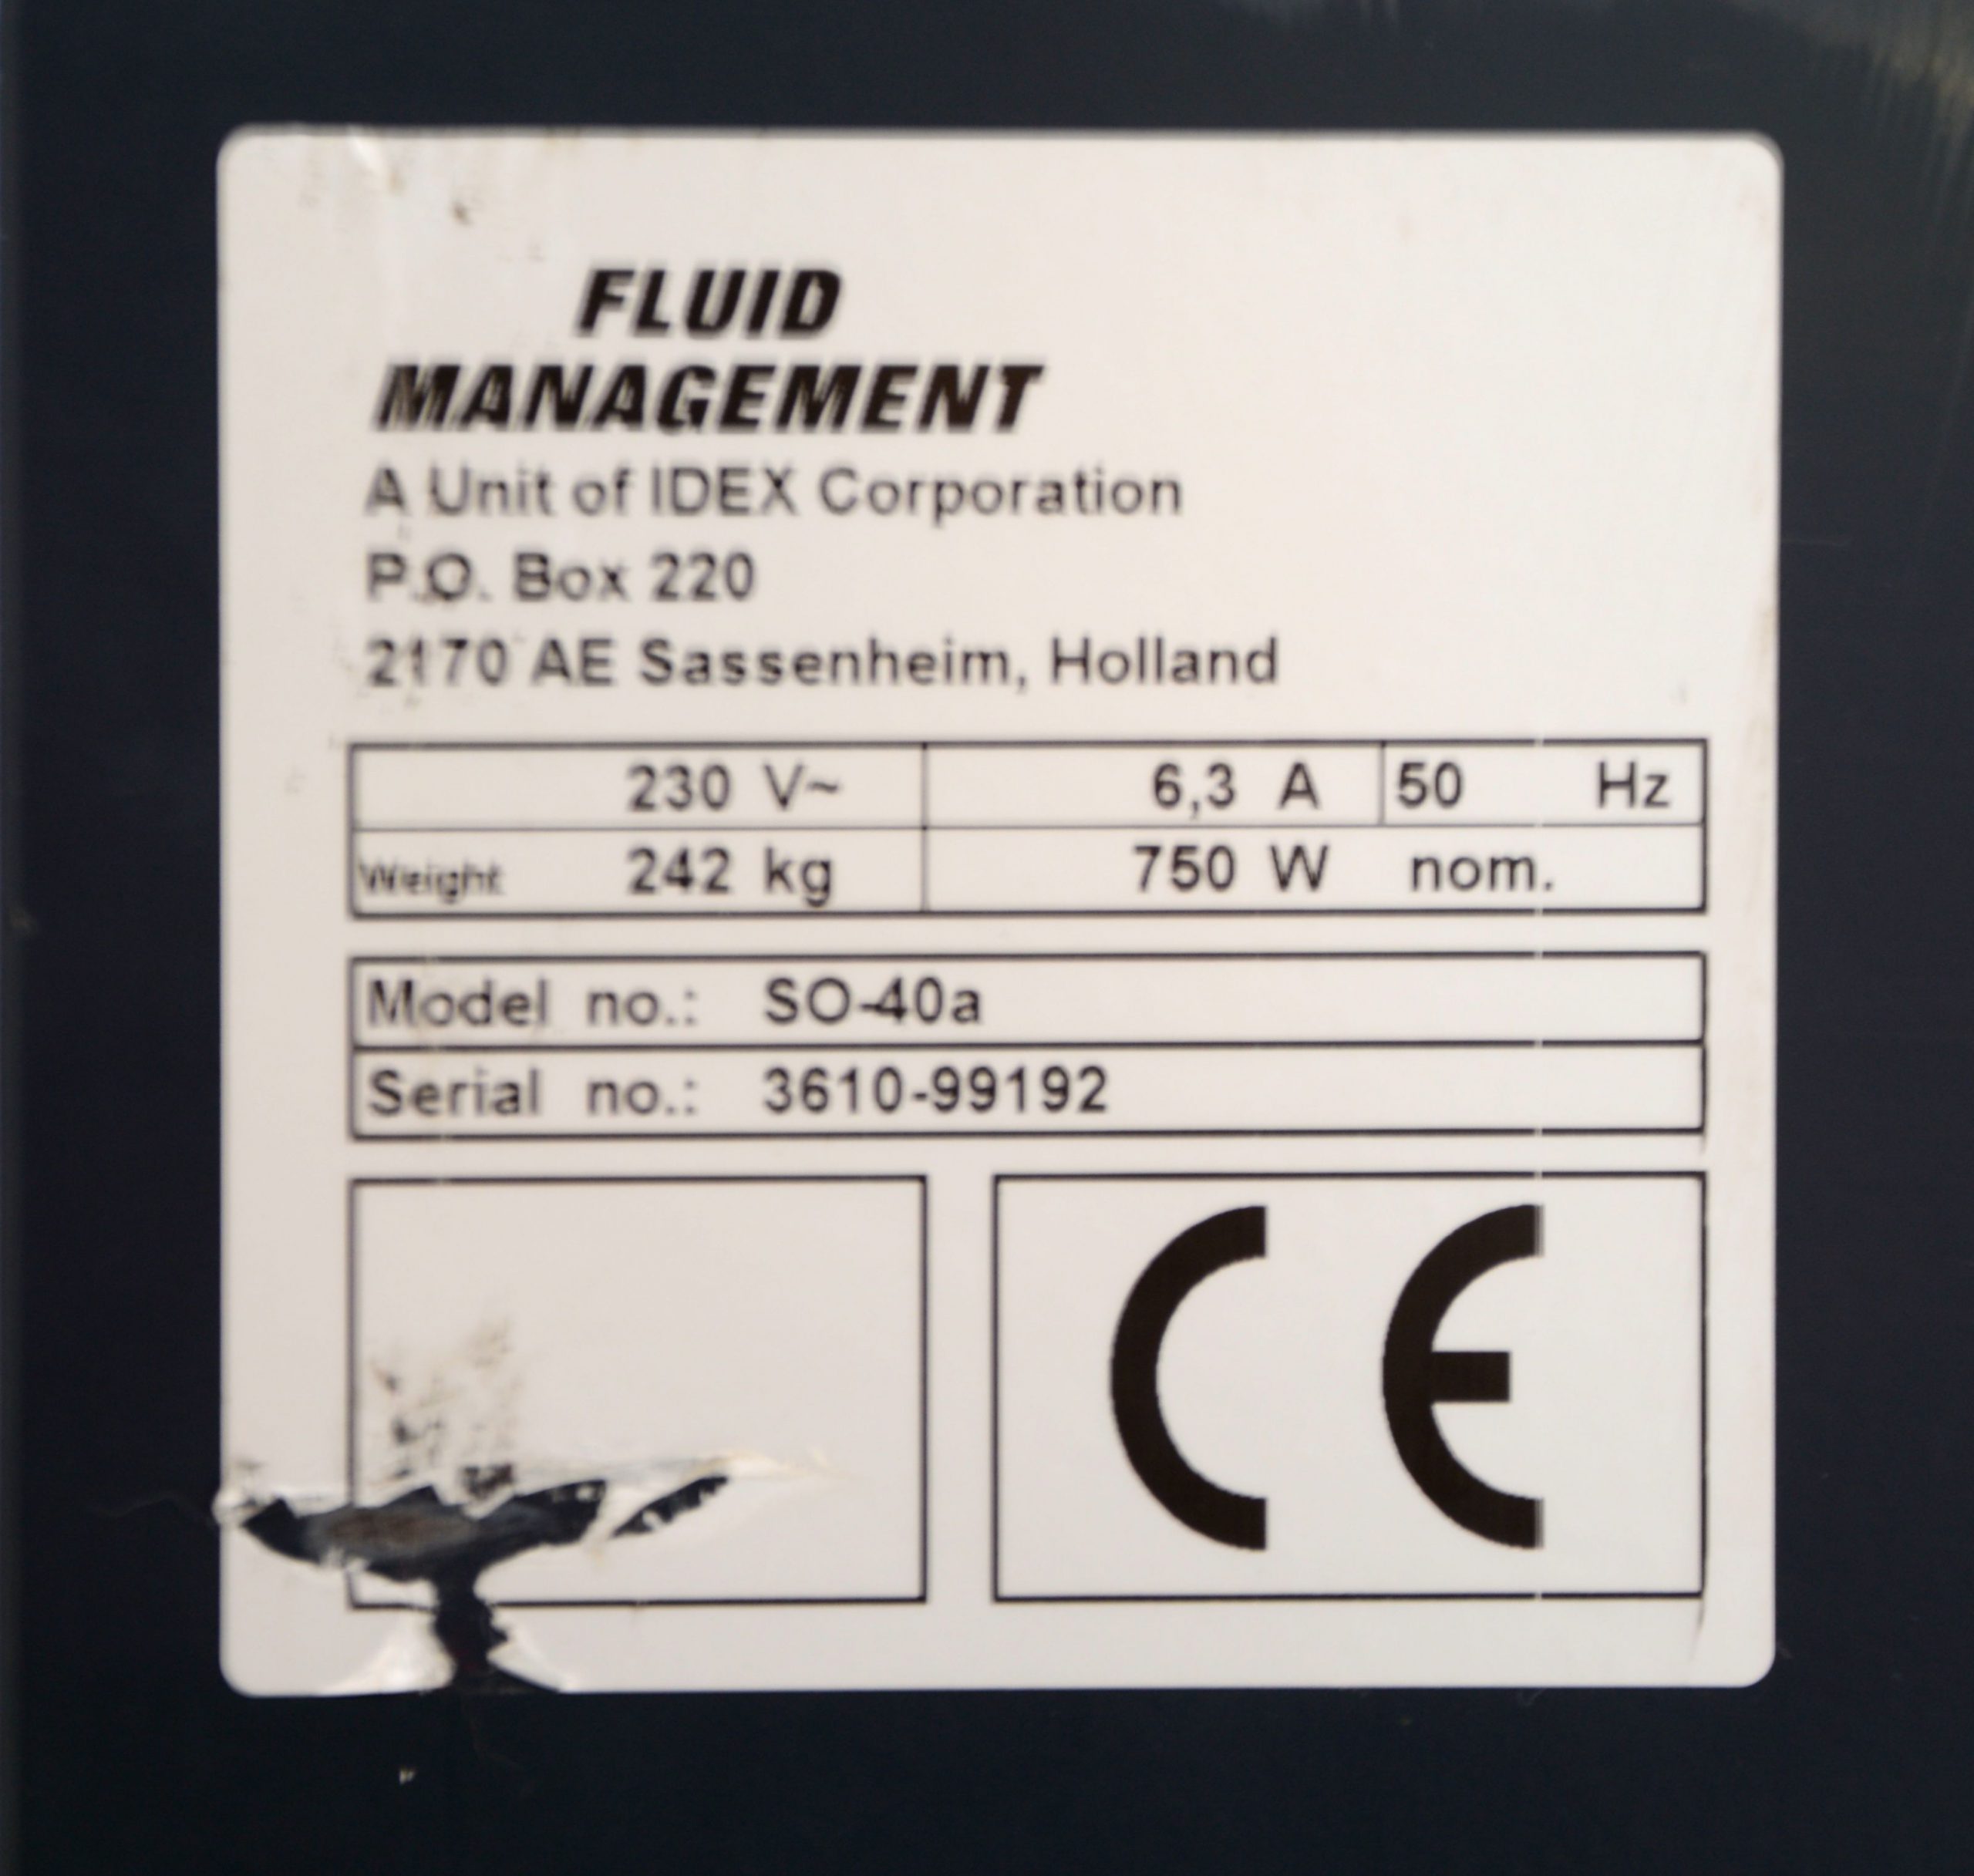 FLUID
MANAGEMENT
A Unit of IDEX Corporation
P.O. Box 220
2170 AE Sassenheim, Holland
230 V~ 6,3 A 50 Hz
Weight 242 kg 750 W nom.
Model no.: SO-40a
Serial no.: 3610-99192
CE